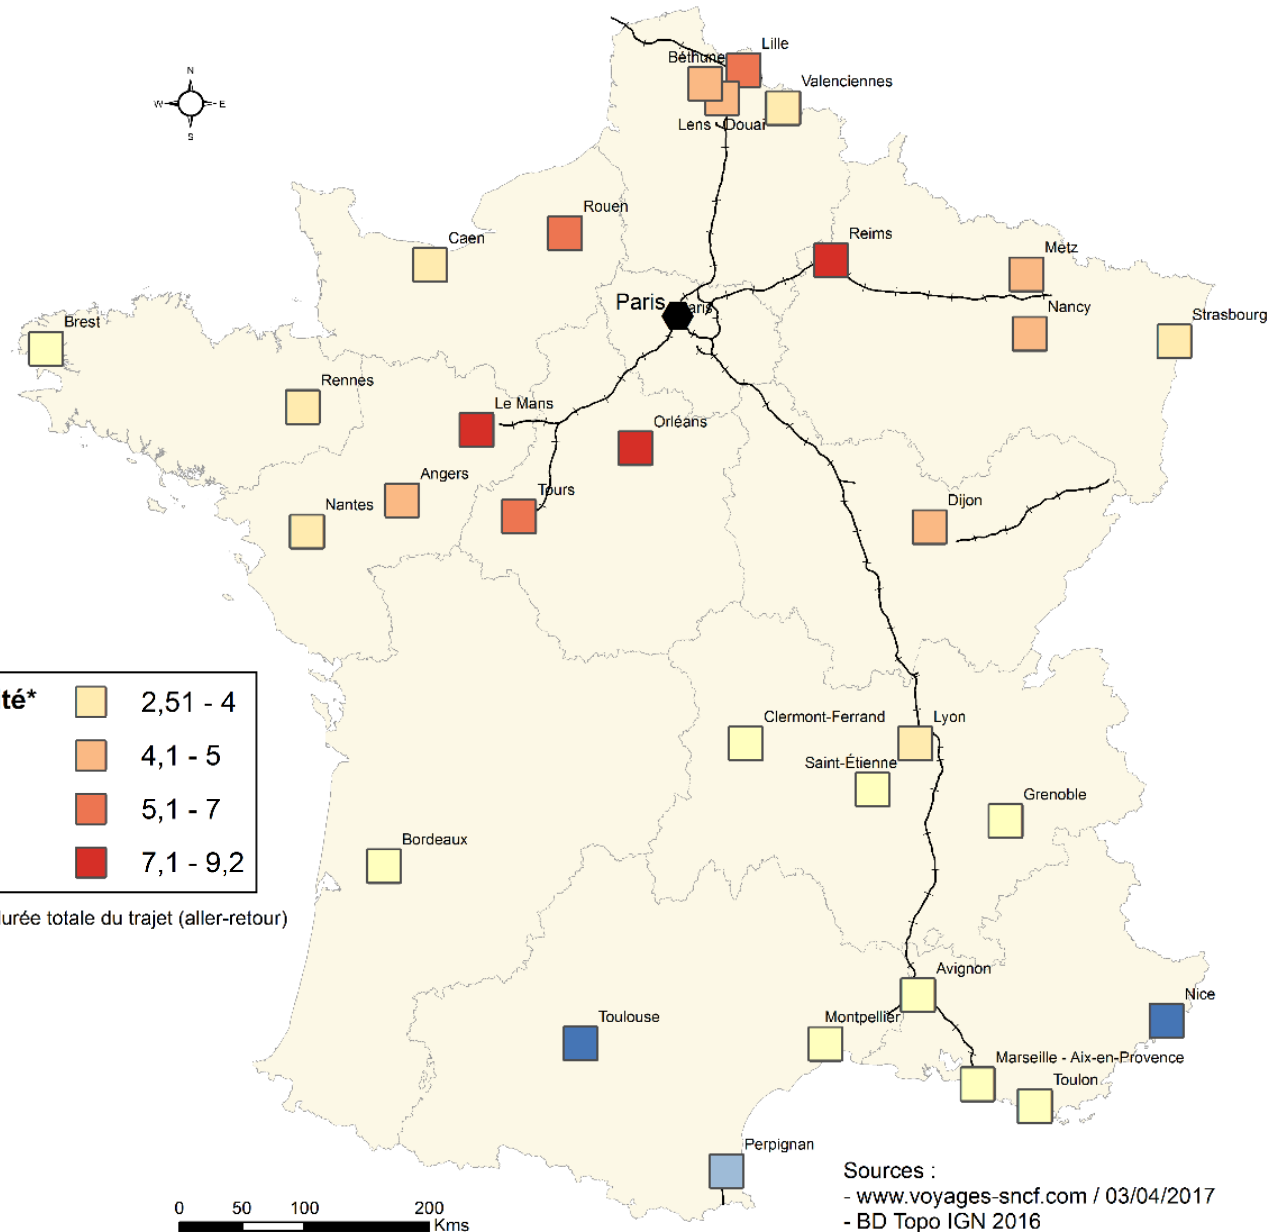 N
W
E
S
Lille
Béthune
Valenciennes
Lens - Douai
Rouen
Caen
Reims
Metz
Nancy
Strasbourg
Paris
Paris
Brest
Rennes
Le Mans
Orléans
Angers
Tours
Nantes
Dijon
té*
2,51 - 4
4,1 - 5
5,1 - 7
7,1 - 9,2
durée totale du trajet (aller-retour)
Clermont-Ferrand
Lyon
Saint-Étienne
Grenoble
Bordeaux
Avignon
Nice
Toulouse
Montpellier
Marseille - Aix-en-Provence
Toulon
Perpignan
Sources :
- www.voyages-sncf.com / 03/04/2017
- BD Topo IGN 2016
0 50 100 200
Kms